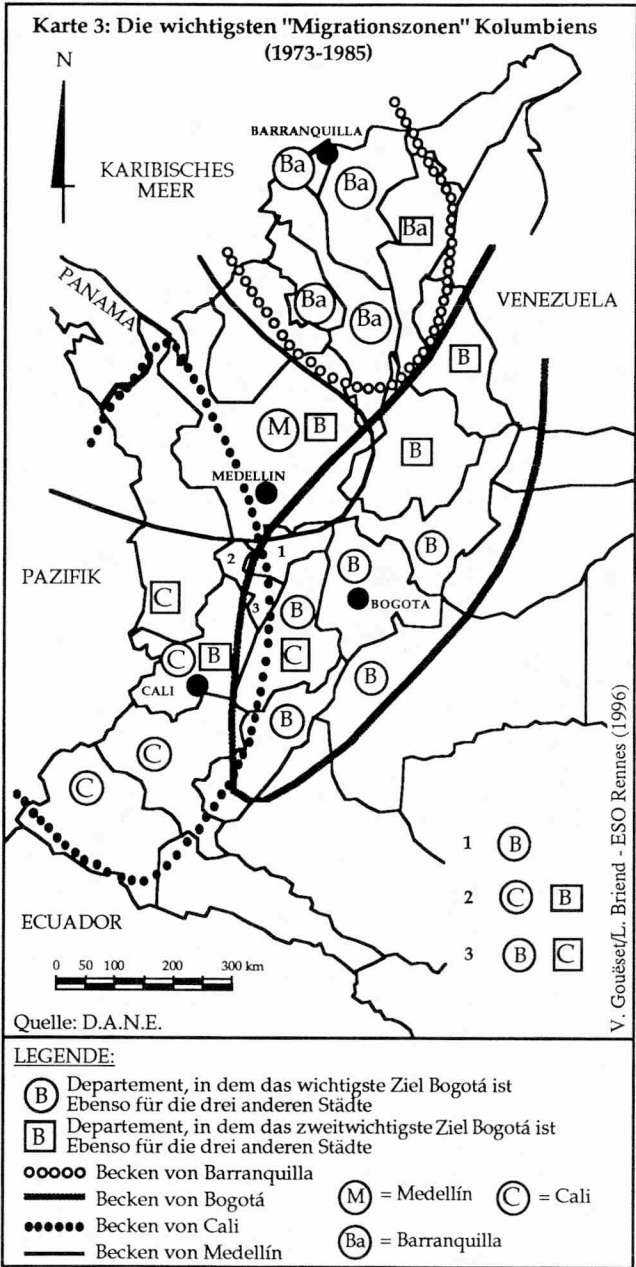 Karte 3: Die wichtigsten "Migrationszonen" Kolumbiens
(1973-1985)
N
BARRANQUILLA
KARIBISCHES
MEER
Ba
Ba
Ba
PANAMA
VENEZUELA
Ba
Ba
B
M
B
B
MEDELLIN
2
1
B
B
PAZIFIK
C
3
B
BOGOTA
C
B
C
B
CALI
B
C
C
1 B
2 C B
3 B C
ECUADOR
0 50 100 200 300 km
Quelle: D.A.N.E.
V. Gouëset/L. Briend - ESO Rennes (1996)
LEGENDE:
B Departement, in dem das wichtigste Ziel Bogotá ist
Ebenso für die drei anderen Städte
B Departement, in dem das zweitwichtigste Ziel Bogotá ist
Ebenso für die drei anderen Städte
Becken von Barranquilla
Becken von Bogotá
M = Medellín C = Cali
Becken von Cali
Becken von Medellín
Ba = Barranquilla